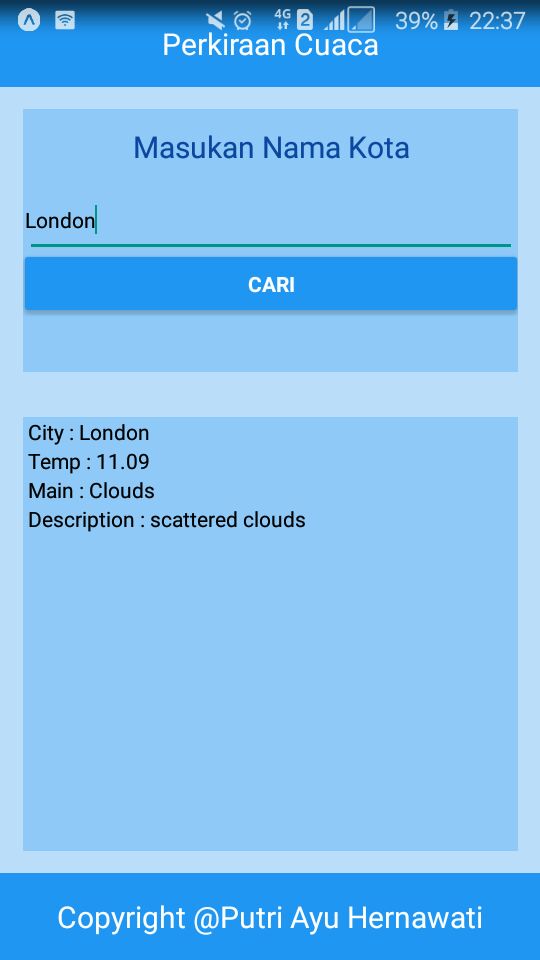 4G 2 39% 22:37
Perkiraan Cuaca
Masukan Nama Kota
London
CARI
City : London
Temp : 11.09
Main : Clouds
Description : scattered clouds
Copyright @Putri Ayu Hernawati